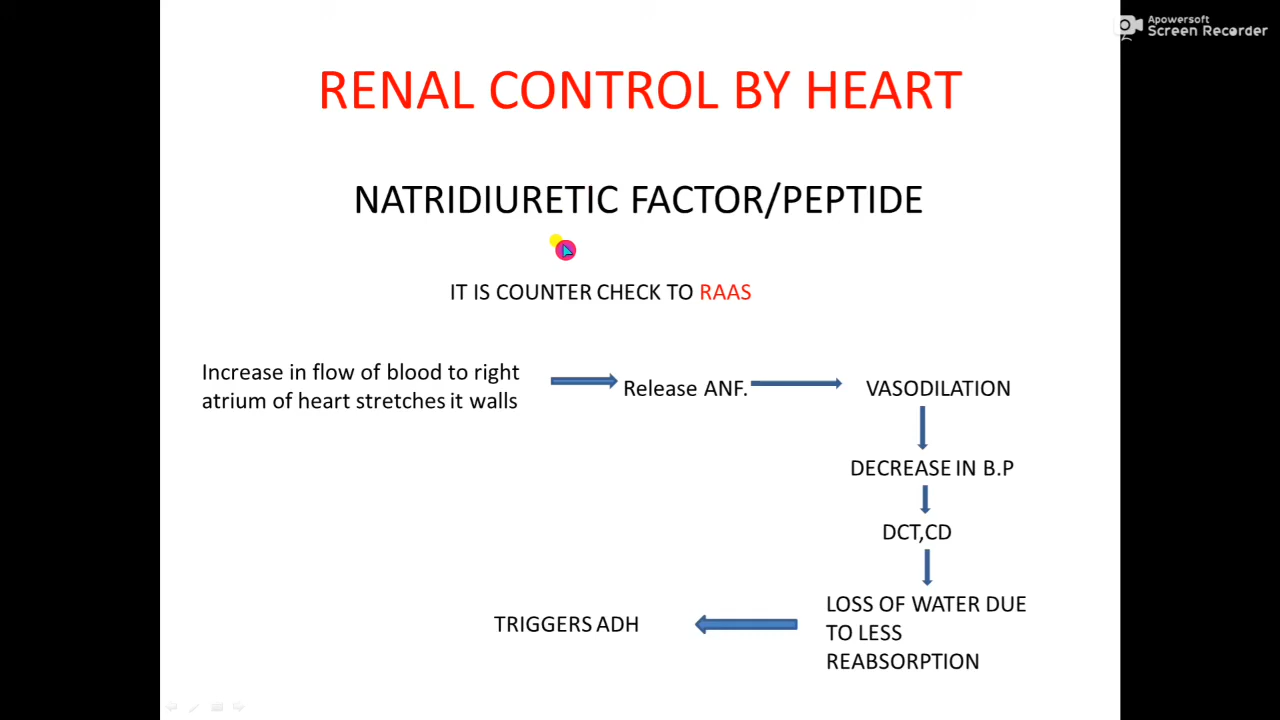 Apowersoft
Screen Recorder
RENAL CONTROL BY HEART
NATRIDIURETIC FACTOR/PEPTIDE
IT IS COUNTER CHECK TO RAAS
Increase in flow of blood to right
atrium of heart stretches it walls
Release ANF.
VASODILATION
DECREASE IN B.P
DCT,CD
LOSS OF WATER DUE
TO LESS
REABSORPTION
TRIGGERS ADH